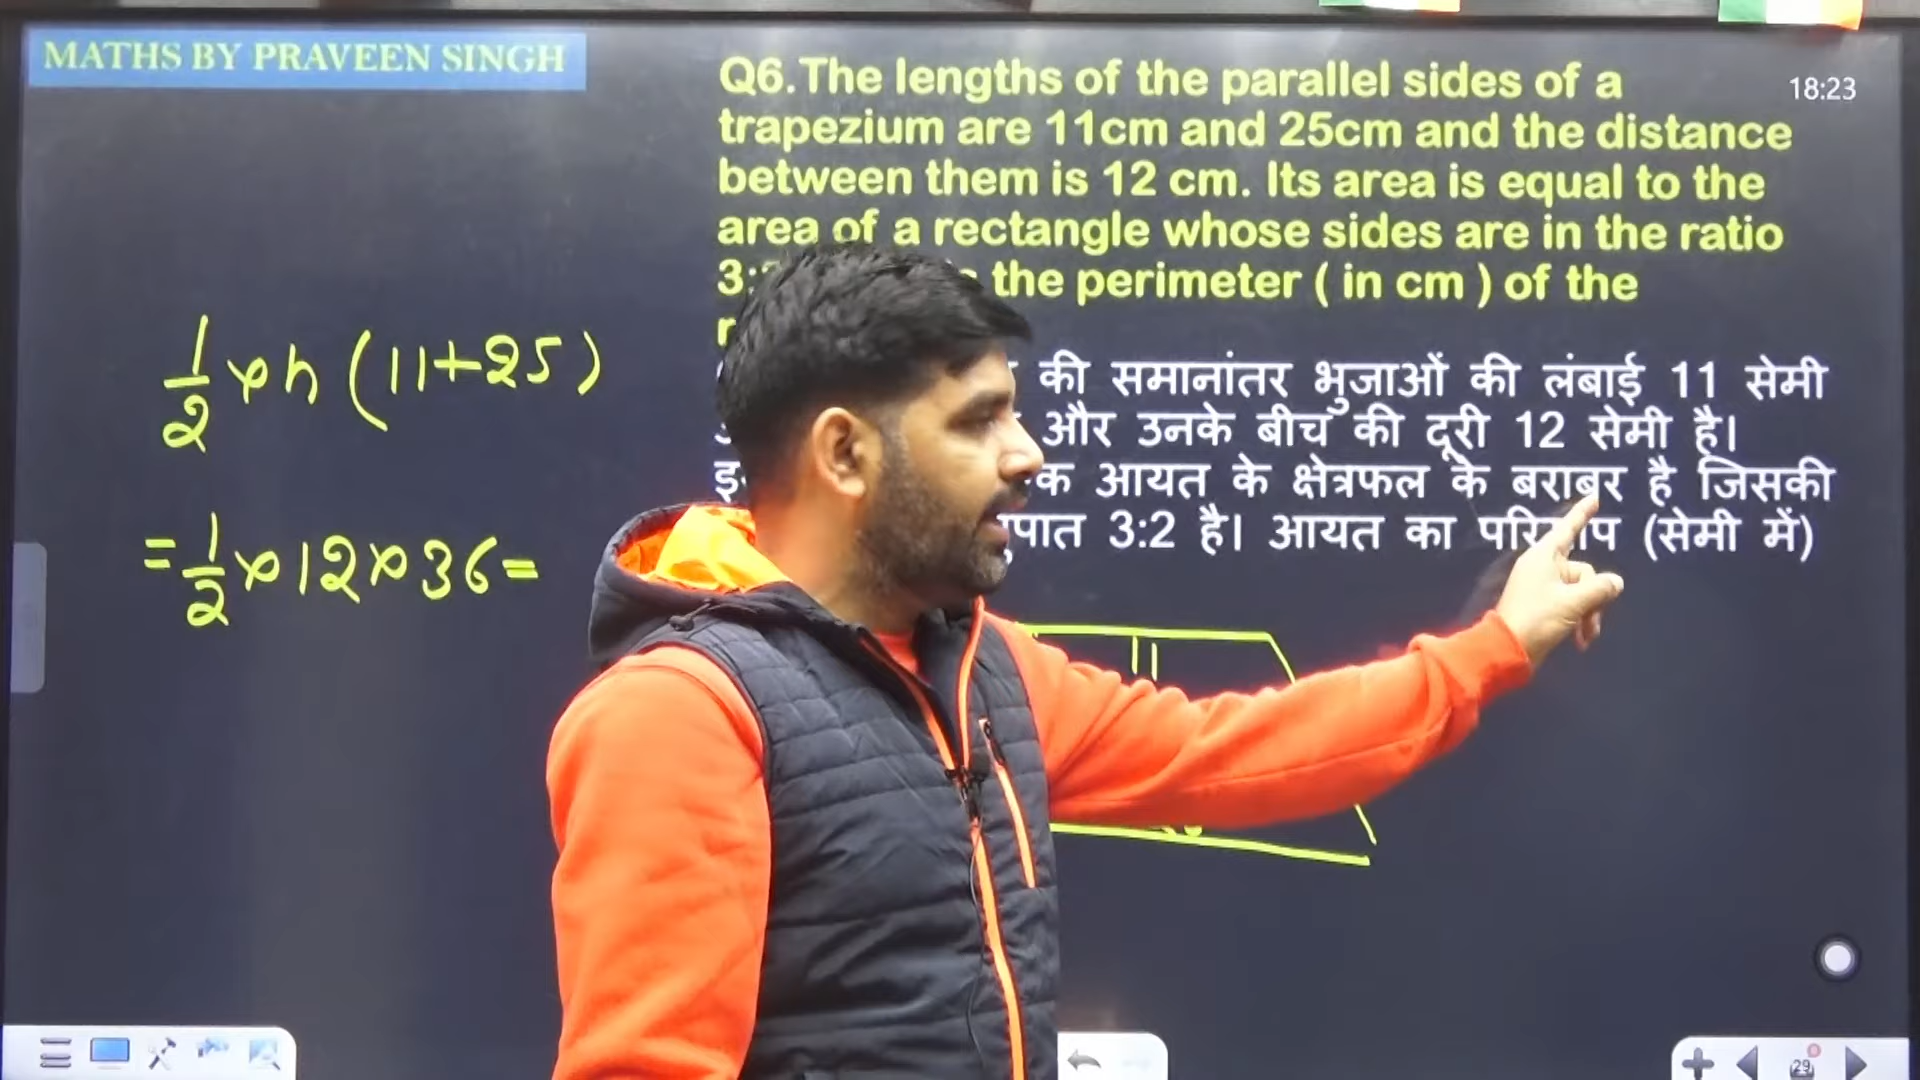 MATHS BY PRAVEEN SINGH
18:23
Q6.The lengths of the parallel sides of a
trapezium are 11cm and 25cm and the distance
between them is 12 cm. Its area is equal to the
area of a rectangle whose sides are in the ratio
the perimeter ( in cm ) of the
की समानांतर भुजाओं की लंबाई 11 सेमी
और उनके बीच की दूरी 12 सेमी है।
आयत के क्षेत्रफल के बराबर है जिसकी
3:2 है। आयत का (सेमी में)
1/2 × h (11+25)
= 1/2 × 12 × 36 =
11
29